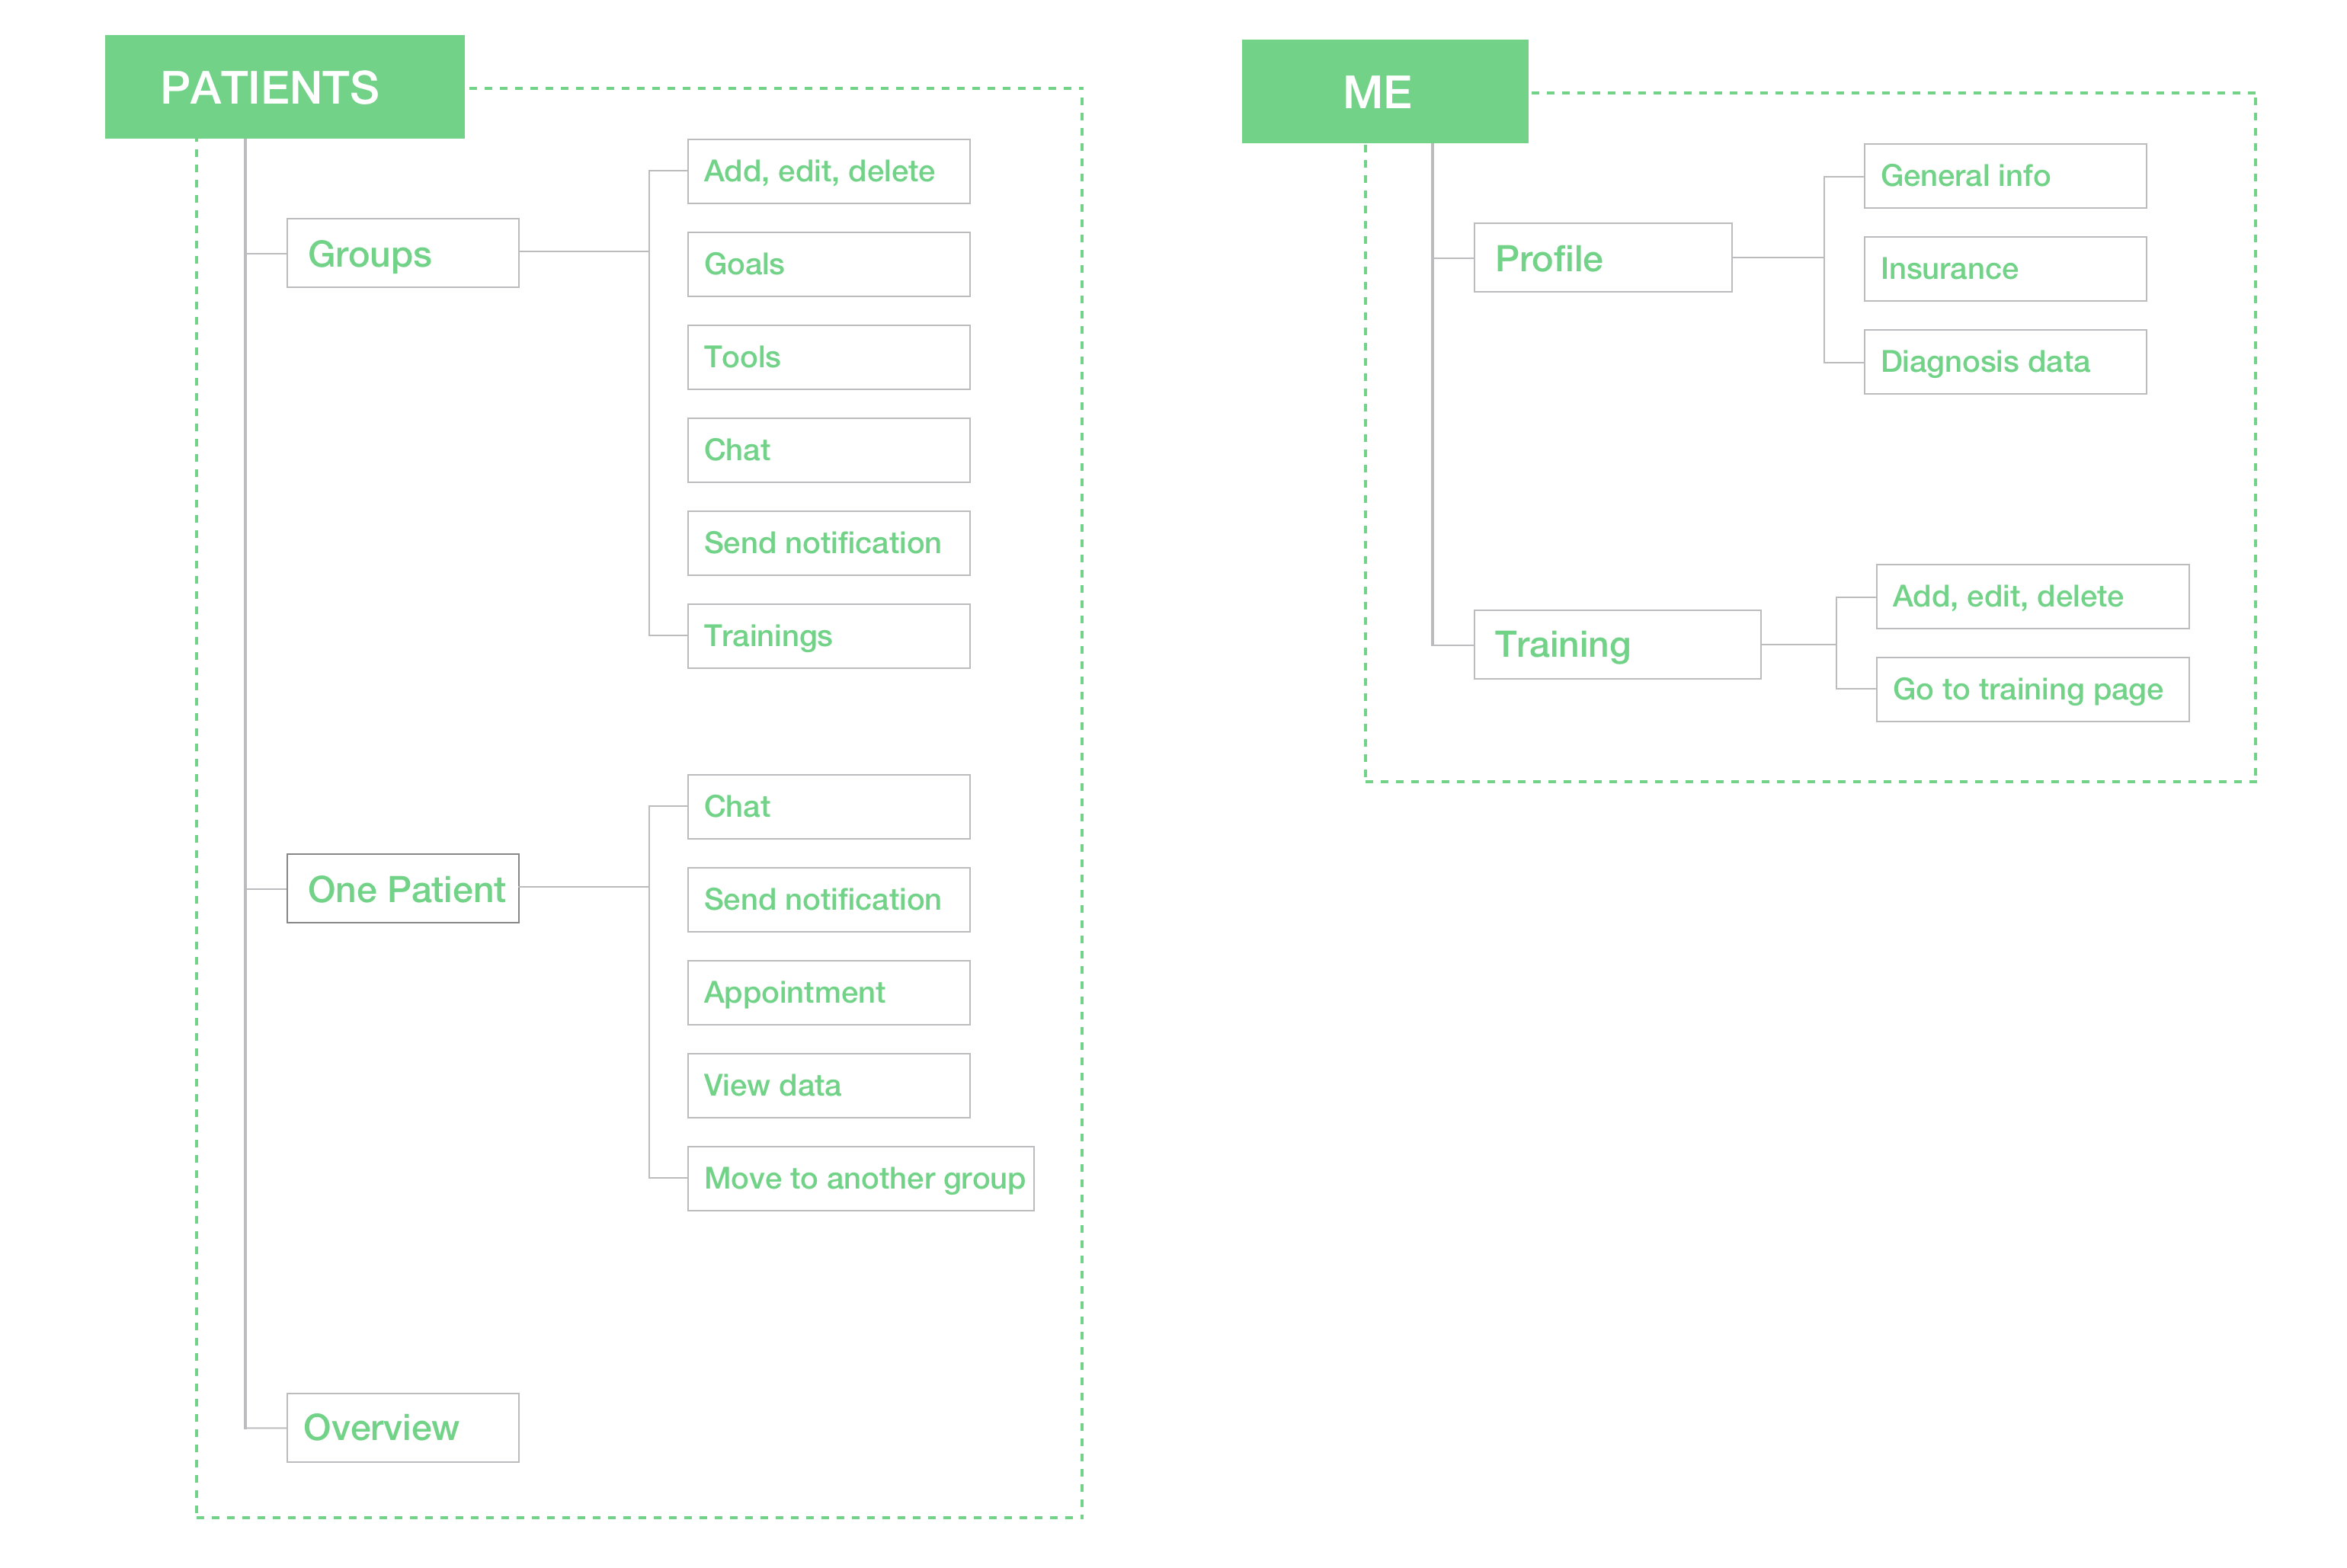 PATIENTS
Groups
Add, edit, delete
Goals
Tools
Chat
Send notification
Trainings
One Patient
Chat
Send notification
Appointment
View data
Move to another group
Overview
ME
Profile
General info
Insurance
Diagnosis data
Training
Add, edit, delete
Go to training page